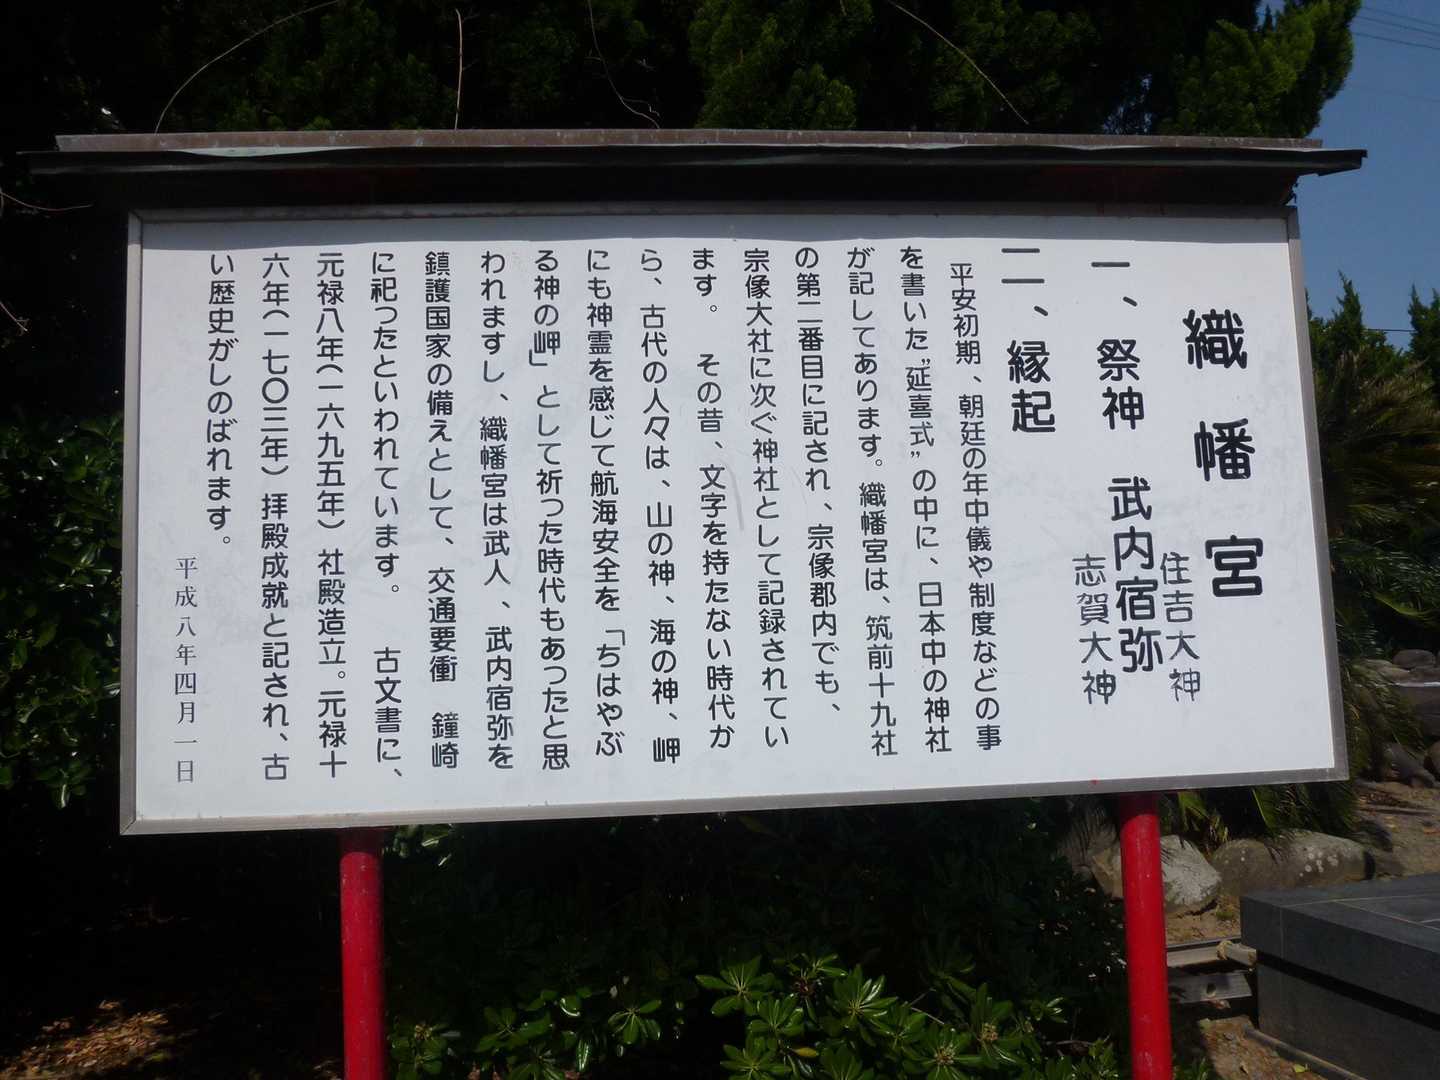 織幡宮
一、祭神 武内宿弥
住吉大神
志賀大神
二、縁起
平安初期、朝廷の年中儀や制度などの事
を書いた〝延喜式〟の中に、日本中の神社
が記してあります。織幡宮は、筑前十九社
の第二番目に記され、宗像郡内でも、
宗像大社に次ぐ神社として記録されてい
ます。 その昔、文字を持たない時代か
ら、古代の人々は、山の神、海の神、岬
にも神霊を感じて航海安全を「ちはやぶ
る神の岬」として祈った時代もあったと思
われますし、織幡宮は武人、武内宿弥を
鎮護国家の備えとして、交通要衝 鐘崎
に祀ったといわれています。 古文書に、
元禄八年(一六九五年)社殿造立。元禄十
六年(一七〇三年)拝殿成就と記され、古
い歴史がしのばれます。
平成八年四月一日